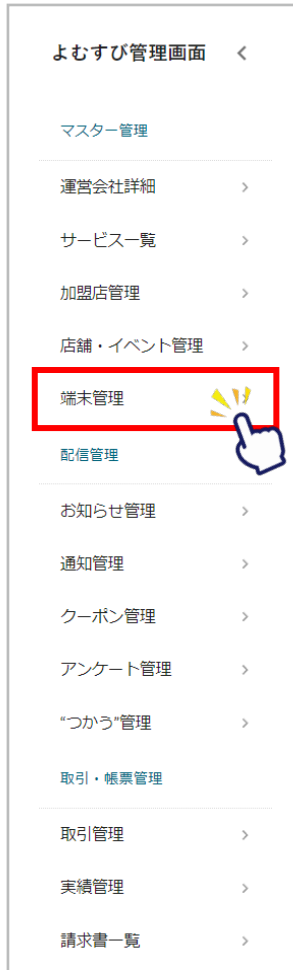 よむすび管理画面
マスター管理
運営会社詳細
サービス一覧
加盟店管理
店舗・イベント管理
端末管理
配信管理
お知らせ管理
通知管理
クーポン管理
アンケート管理
“つかう”管理
取引・帳票管理
取引管理
実績管理
請求書一覧